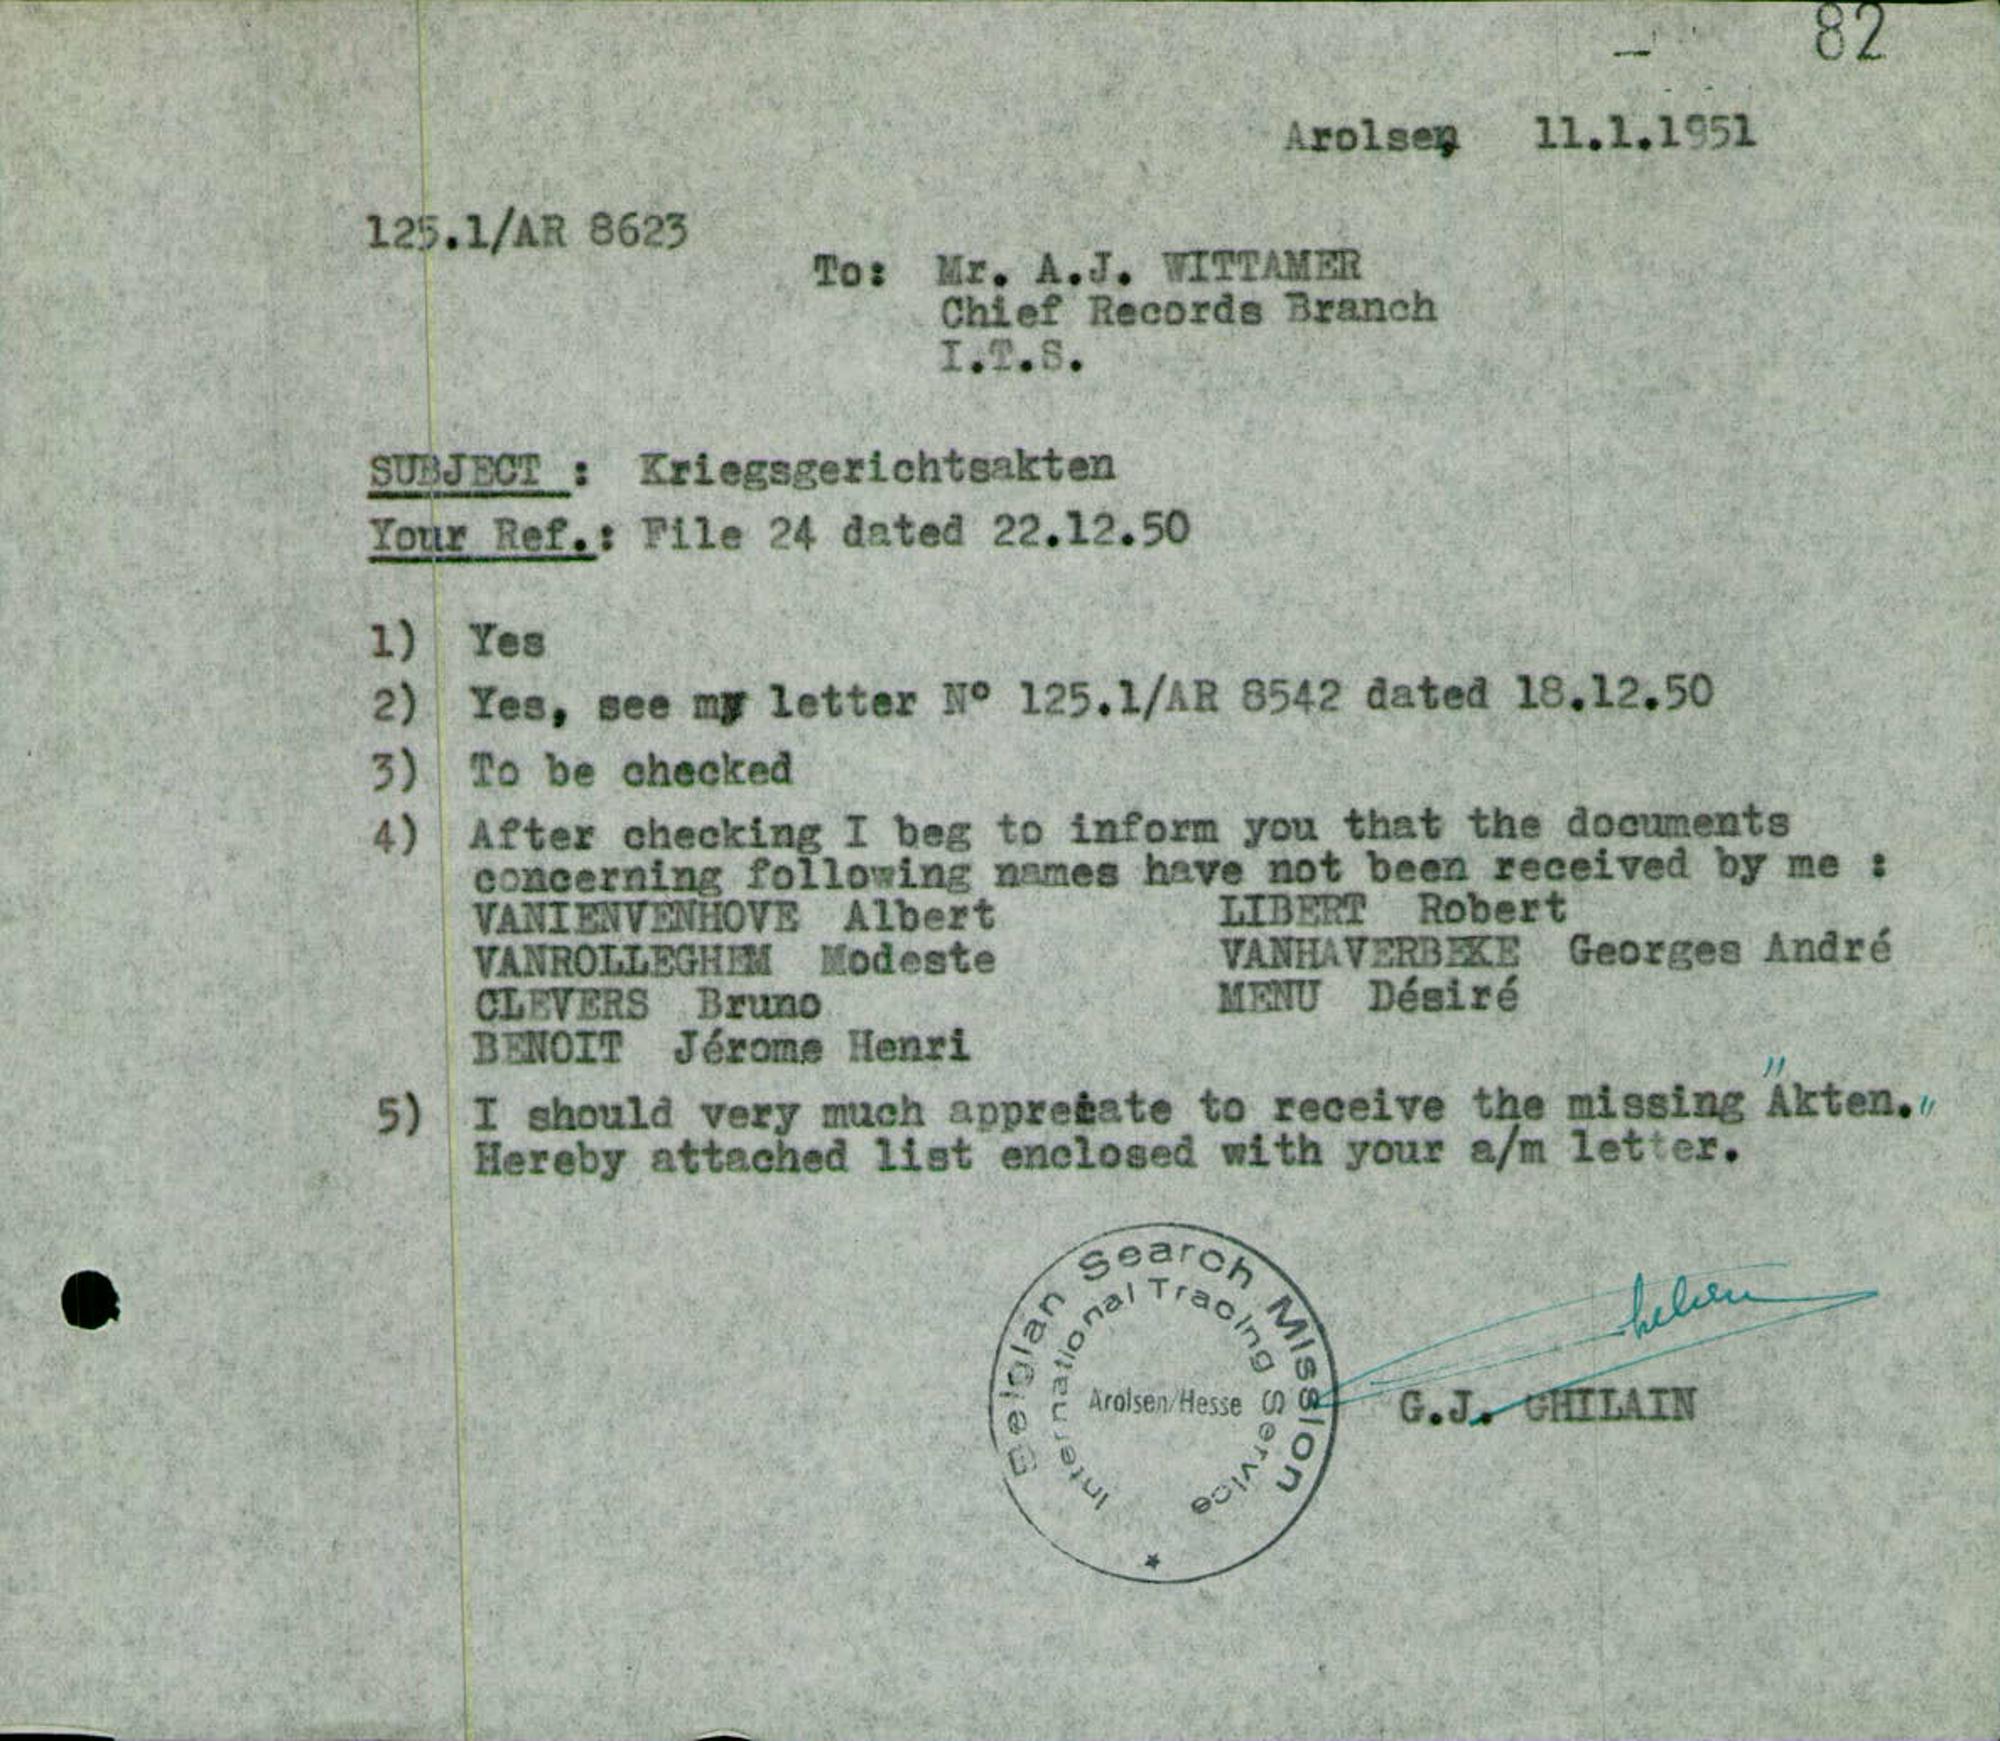 82
Arolsen, 11.1.1951
125.1/AR 8623
To: Mr. A.J. WITTAMER
Chief Records Branch
I.T.S.
SUBJECT : Kriegsgerichtsakten
Your Ref.: File 24 dated 22.12.50
1) Yes
2) Yes, see my letter N° 125.1/AR 8542 dated 18.12.50
3) To be checked
4) After checking I beg to inform you that the documents
concerning following names have not been received by me :
VANIENVENHOVE Albert LIBERT Robert
VANROLLEGHEM Modeste VANHAVERBEKE Georges André
CLEVERS Bruno MENU Désiré
BENOIT Jérome Henri
5) I should very much appreciate to receive the missing "Akten."
Hereby attached list enclosed with your a/m letter.
Belgian Search Mission
International Tracing Service
Arolsen/Hesse
G.J. GHILAIN